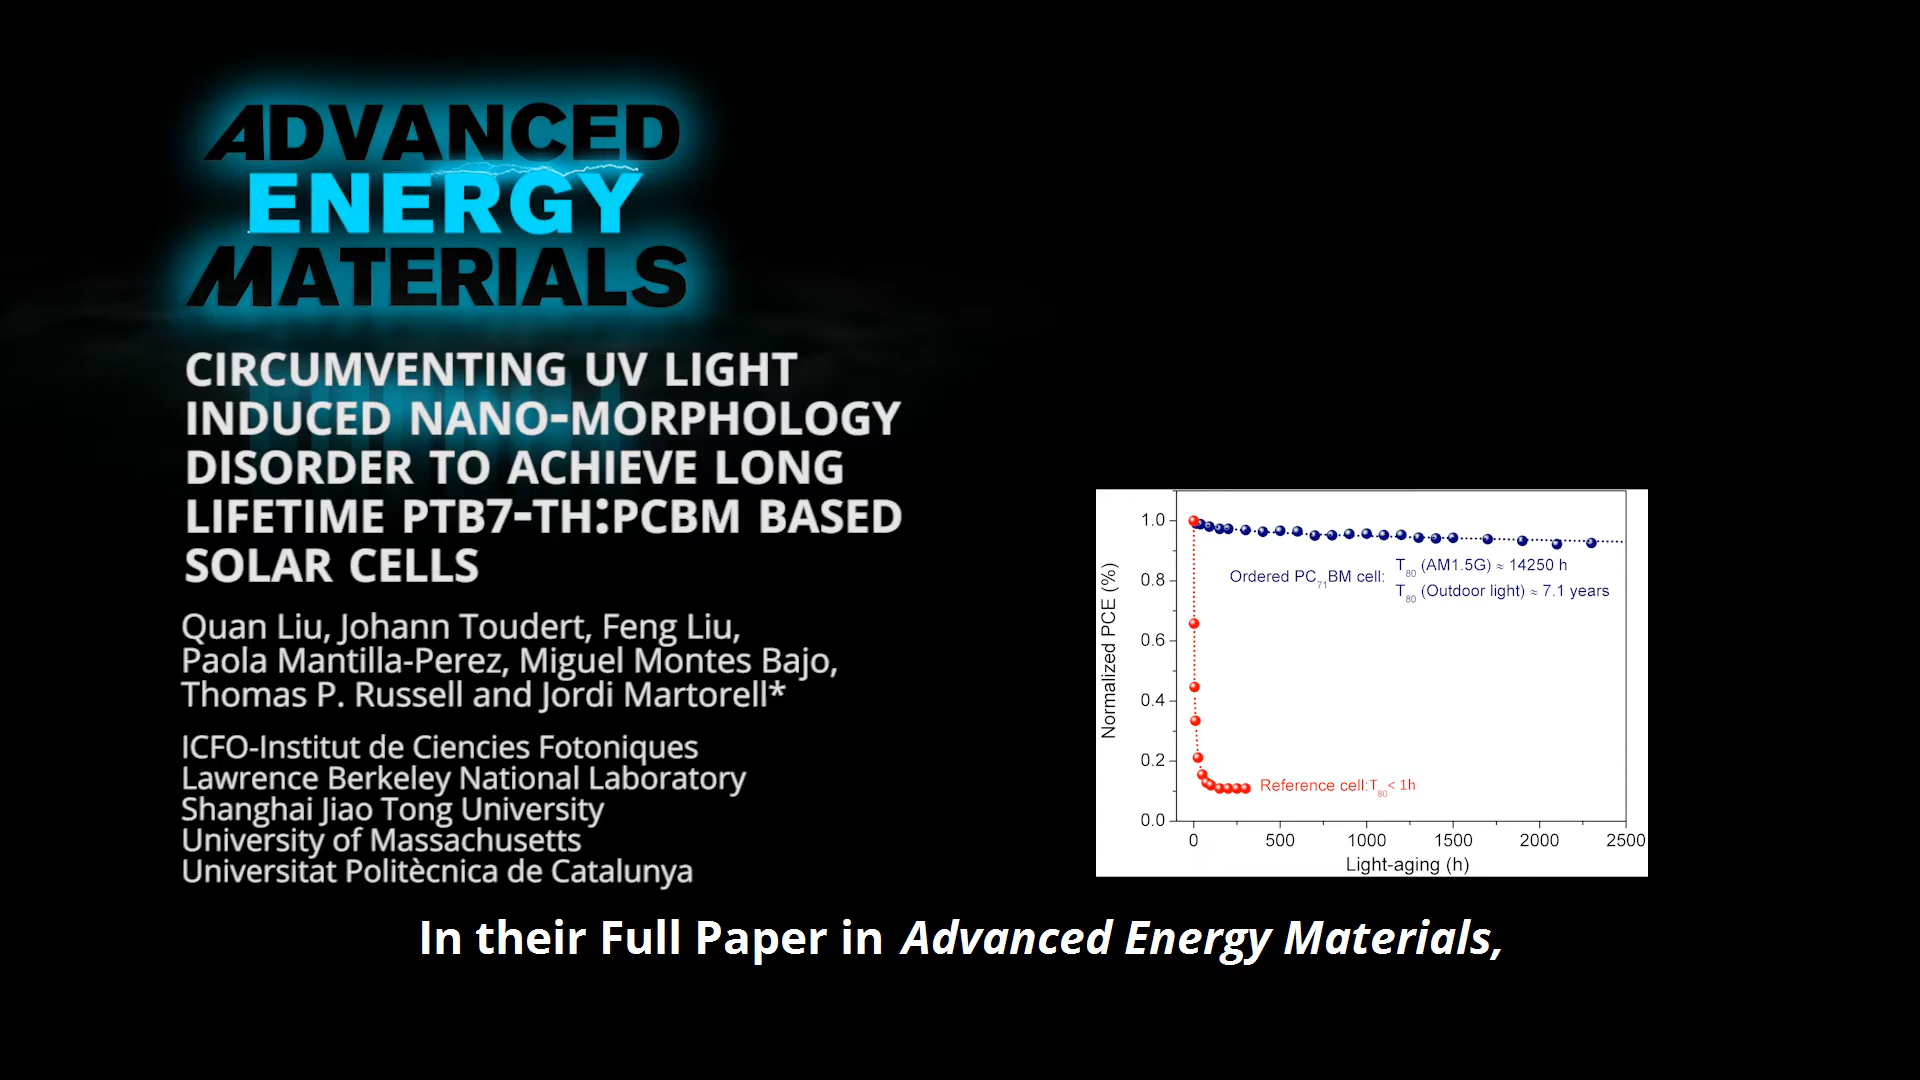 ADVANCED
ENERGY
MATERIALS
CIRCUMVENTING UV LIGHT
INDUCED NANO-MORPHOLOGY
DISORDER TO ACHIEVE LONG
LIFETIME PTB7-TH:PCBM BASED
SOLAR CELLS
Quan Liu, Johann Toudert, Feng Liu,
Paola Mantilla-Perez, Miguel Montes Bajo,
Thomas P. Russell and Jordi Martorell*
ICFO-Institut de Ciencies Fotoniques
Lawrence Berkeley National Laboratory
Shanghai Jiao Tong University
University of Massachusetts
Universitat Politècnica de Catalunya
Normalized PCE (%)
1.0
0.8
0.6
0.4
0.2
0.0
Ordered PC71BM cell:
T80 (AM1.5G) ≈ 14250 h
T80 (Outdoor light) ≈ 7.1 years
Reference cell:T80< 1h
0 500 1000 1500 2000 2500
Light-aging (h)
In their Full Paper in Advanced Energy Materials,